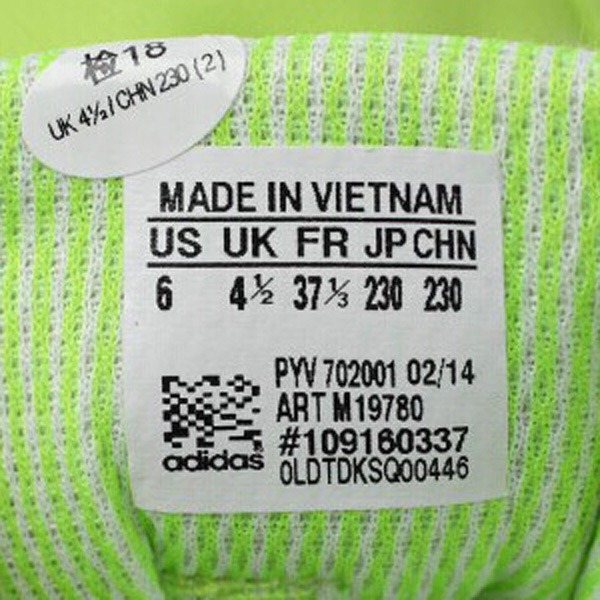 检18
UK 4½/CHN 230 (2)
MADE IN VIETNAM
US UK FR JP CHN
6 4½ 37⅓ 230 230
PYV 702001 02/14
ART M19780
#109160337
adidas
0LDTDKSQ00446